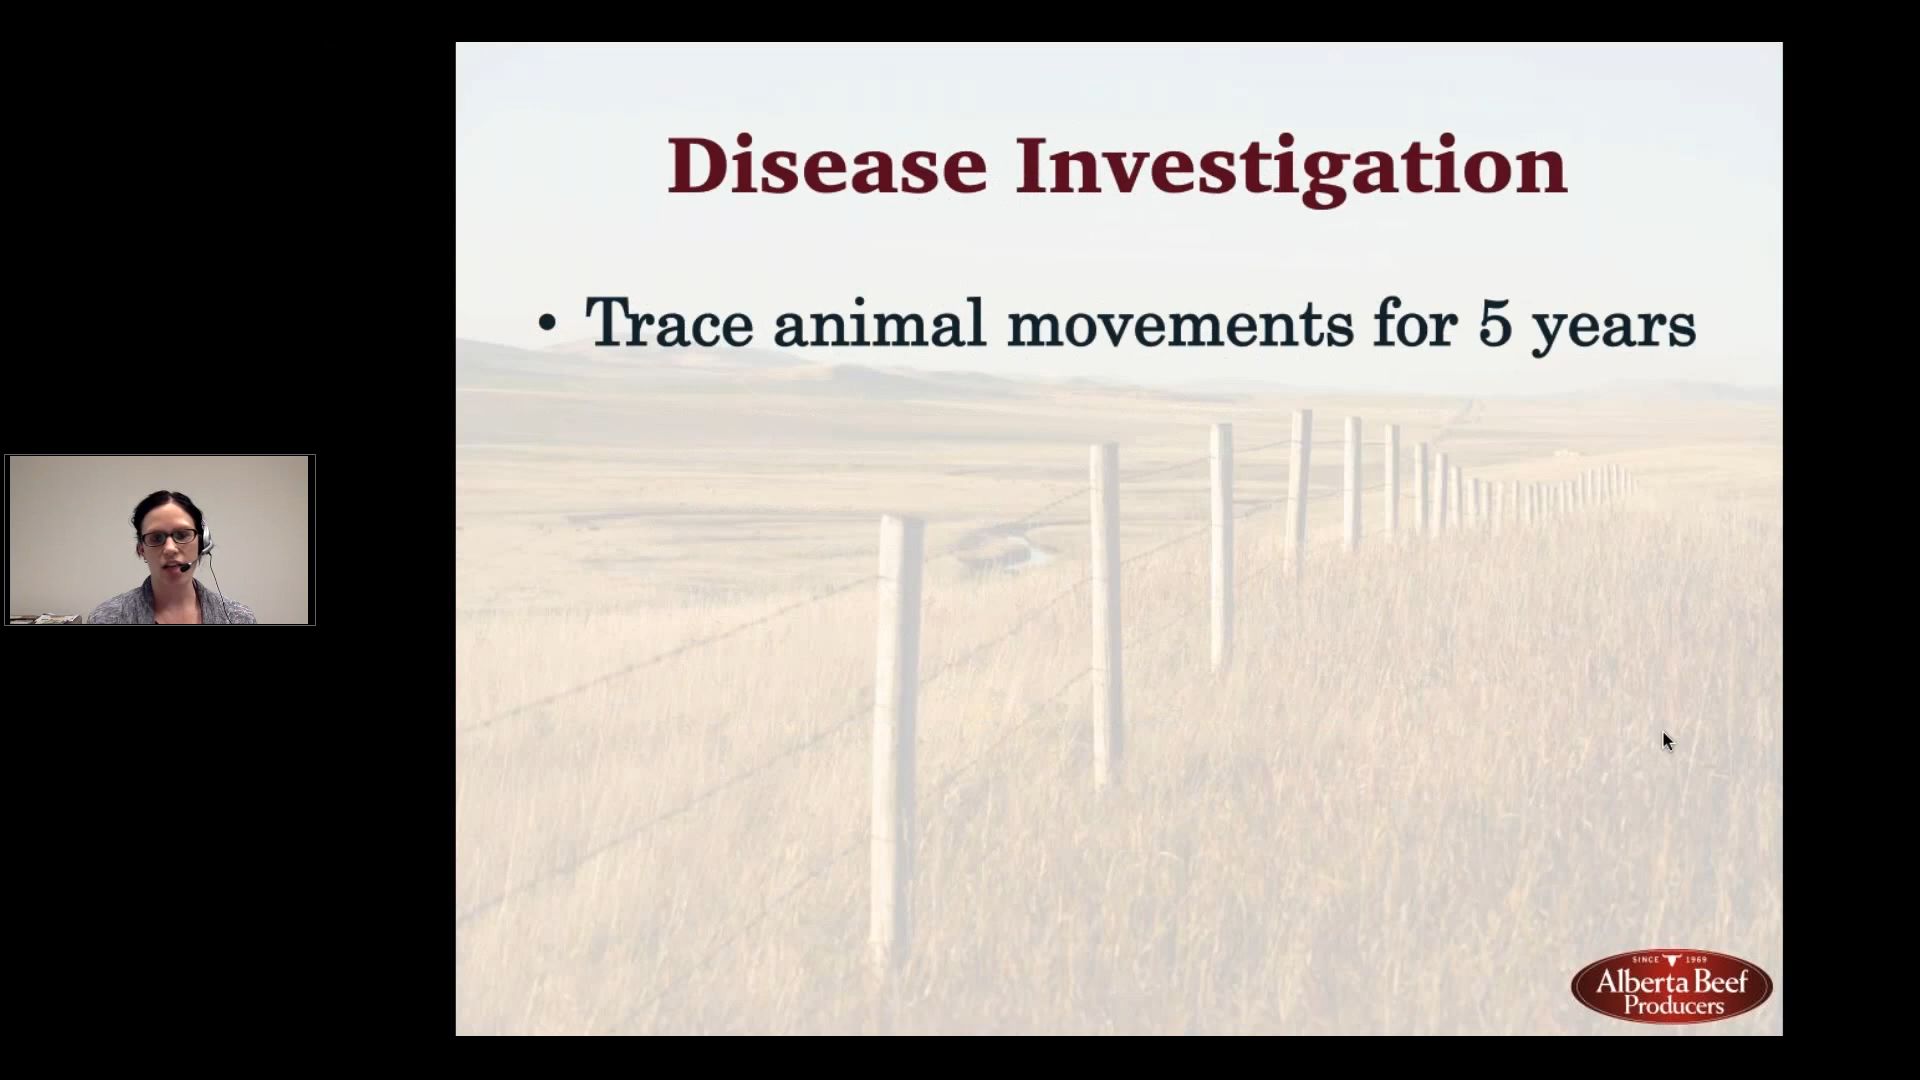 Disease Investigation
• Trace animal movements for 5 years
SINCE 1969
Alberta Beef
Producers